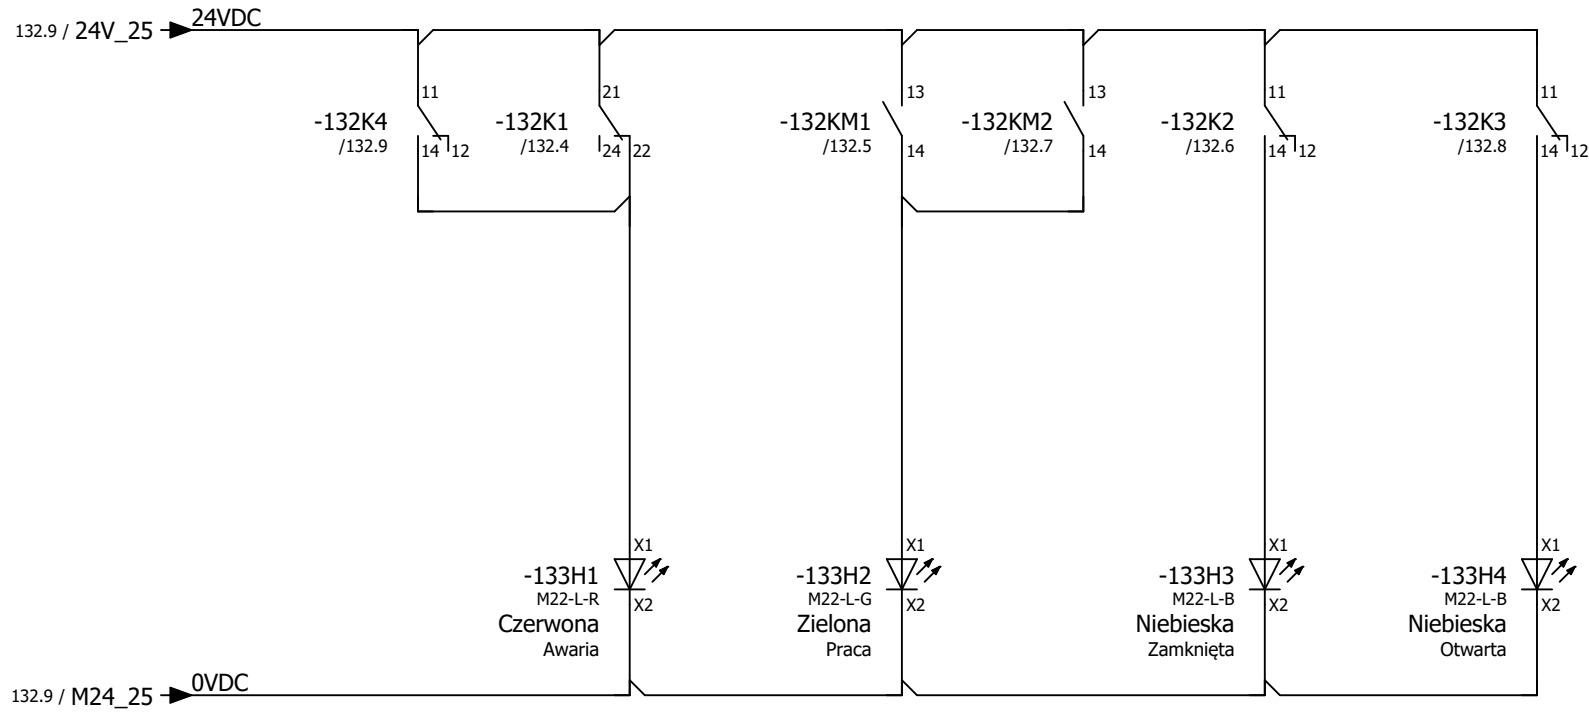 132.9 / 24V_25 24VDC
11 21 13 13 11 11
-132K4 -132K1 -132KM1 -132KM2 -132K2 -132K3
/132.9 /132.4 /132.5 /132.7 /132.6 /132.8
14 12 24 22 14 14 14 12 14 12
X1 X1 X1 X1
-133H1 -133H2 -133H3 -133H4
M22-L-R M22-L-G M22-L-B M22-L-B
X2 X2 X2 X2
Czerwona Zielona Niebieska Niebieska
Awaria Praca Zamknięta Otwarta
132.9 / M24_25 0VDC